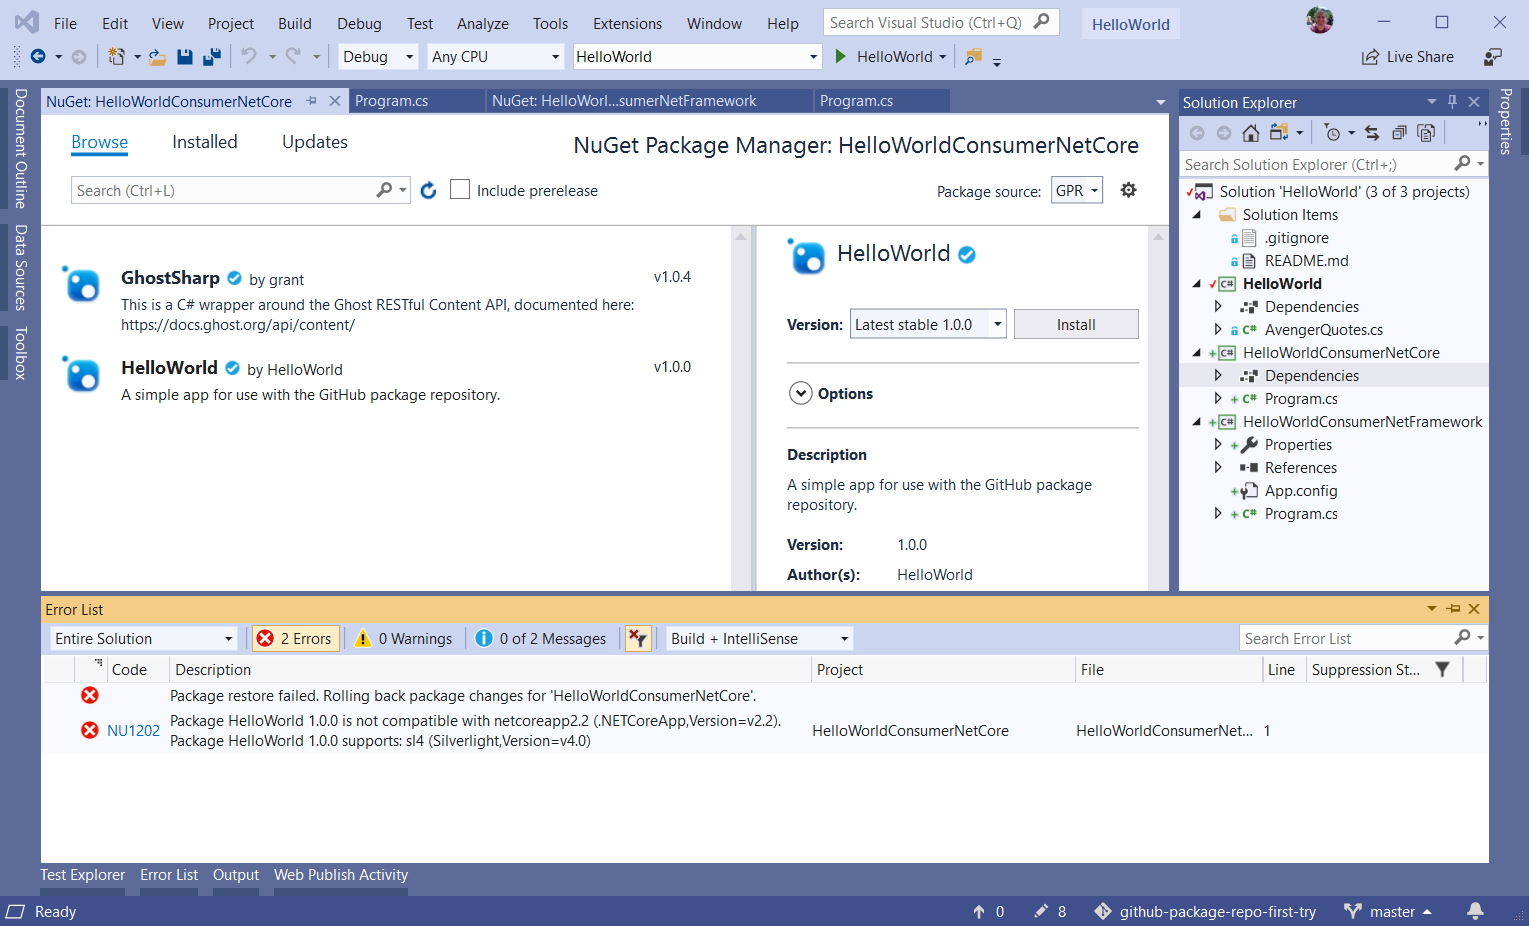 File Edit View Project Build Debug Test Analyze Tools Extensions Window Help Search Visual Studio (Ctrl+Q) HelloWorld
Debug Any CPU HelloWorld HelloWorld Live Share
Document Outline
Data Sources
Toolbox
NuGet: HelloWorldConsumerNetCore Program.cs NuGet: HelloWorl...sumerNetFramework Program.cs
Browse Installed Updates
NuGet Package Manager: HelloWorldConsumerNetCore
Search (Ctrl+L) Include prerelease Package source: GPR
GhostSharp by grant v1.0.4
This is a C# wrapper around the Ghost RESTful Content API, documented here:
https://docs.ghost.org/api/content/
HelloWorld by HelloWorld v1.0.0
A simple app for use with the GitHub package repository.
HelloWorld
Version: Latest stable 1.0.0 Install
Options
Description
A simple app for use with the GitHub package
repository.
Version: 1.0.0
Author(s): HelloWorld
Solution Explorer
Search Solution Explorer (Ctrl+;)
Solution 'HelloWorld' (3 of 3 projects)
Solution Items
.gitignore
README.md
C# HelloWorld
Dependencies
C# AvengerQuotes.cs
C# HelloWorldConsumerNetCore
Dependencies
C# Program.cs
C# HelloWorldConsumerNetFramework
Properties
References
App.config
C# Program.cs
Properties
Error List
Entire Solution 2 Errors 0 Warnings 0 of 2 Messages Build + IntelliSense Search Error List
Code Description Project File Line Suppression St...
Package restore failed. Rolling back package changes for 'HelloWorldConsumerNetCore'.
NU1202 Package HelloWorld 1.0.0 is not compatible with netcoreapp2.2 (.NETCoreApp,Version=v2.2).
Package HelloWorld 1.0.0 supports: sl4 (Silverlight,Version=v4.0) HelloWorldConsumerNetCore HelloWorldConsumerNet... 1
Test Explorer Error List Output Web Publish Activity
Ready 0 8 github-package-repo-first-try master